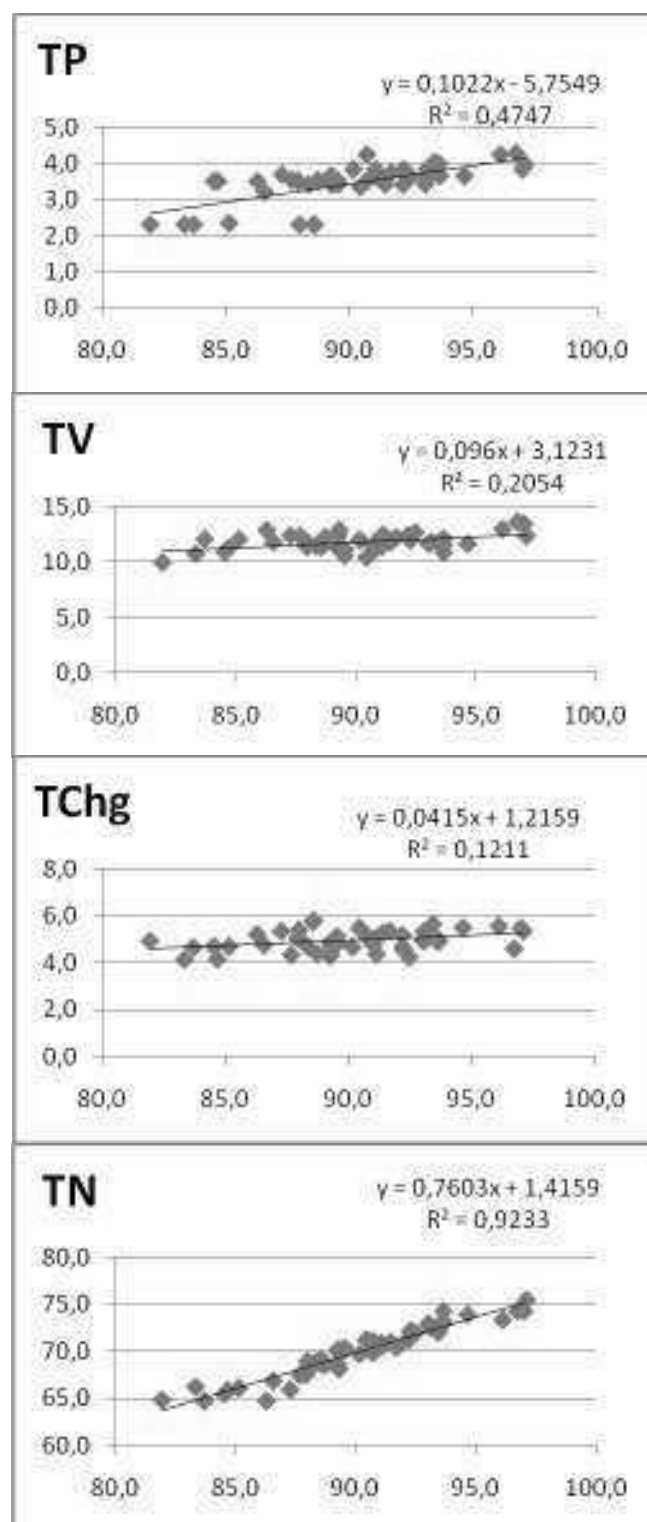 TP
y = 0,1022x - 5,7549
R² = 0,4747
5,0
4,0
3,0
2,0
1,0
0,0
80,0 85,0 90,0 95,0 100,0
TV
y = 0,096x + 3,1231
R² = 0,2054
15,0
10,0
5,0
0,0
80,0 85,0 90,0 95,0 100,0
TChg
y = 0,0415x + 1,2159
R² = 0,1211
8,0
6,0
4,0
2,0
0,0
80,0 85,0 90,0 95,0 100,0
TN
y = 0,7603x + 1,4159
R² = 0,9233
80,0
75,0
70,0
65,0
60,0
80,0 85,0 90,0 95,0 100,0